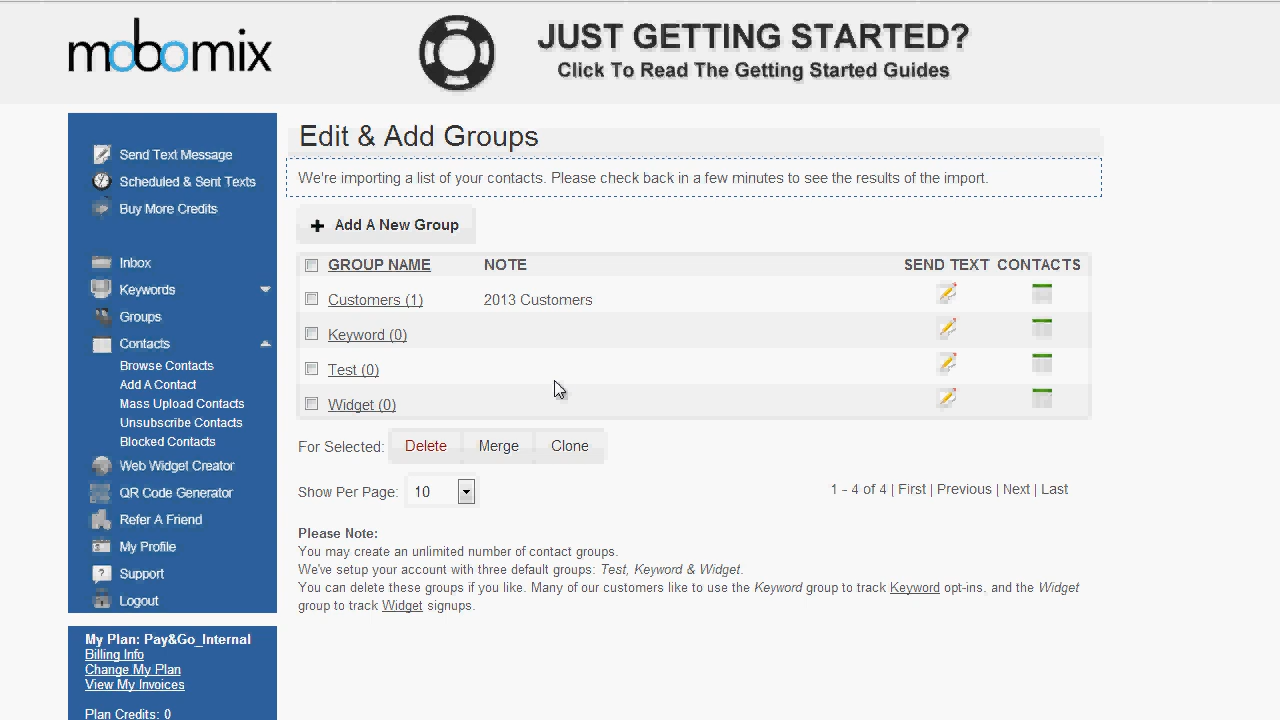 mobomix
JUST GETTING STARTED?
Click To Read The Getting Started Guides
Send Text Message
Scheduled & Sent Texts
Buy More Credits
Inbox
Keywords
Groups
Contacts
Browse Contacts
Add A Contact
Mass Upload Contacts
Unsubscribe Contacts
Blocked Contacts
Web Widget Creator
QR Code Generator
Refer A Friend
My Profile
Support
Logout
My Plan: Pay&Go_Internal
Billing Info
Change My Plan
View My Invoices
Plan Credits: 0
Edit & Add Groups
We're importing a list of your contacts. Please check back in a few minutes to see the results of the import.
Add A New Group
GROUP NAME NOTE SEND TEXT CONTACTS
Customers (1) 2013 Customers
Keyword (0)
Test (0)
Widget (0)
For Selected: Delete Merge Clone
Show Per Page: 10 1 - 4 of 4 | First | Previous | Next | Last
Please Note:
You may create an unlimited number of contact groups.
We've setup your account with three default groups: Test, Keyword & Widget.
You can delete these groups if you like. Many of our customers like to use the Keyword group to track Keyword opt-ins. and the Widget
group to track Widget signups.